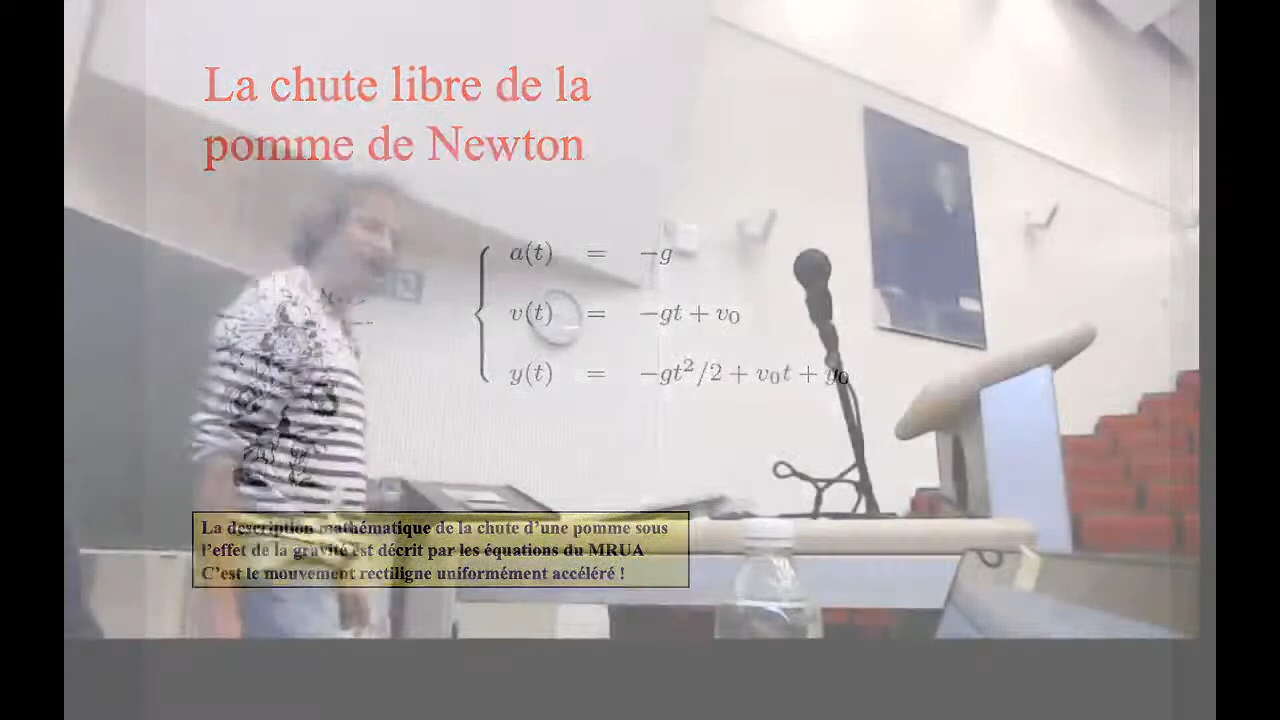 La chute libre de la
pomme de Newton
a(t) = −g
v(t) = −gt + v₀
y(t) = −gt²/2 + v₀t + y₀
La description mathématique de la chute d'une pomme sous
l'effet de la gravité est décrit par les équations du MRUA
C'est le mouvement rectiligne uniformément accéléré !